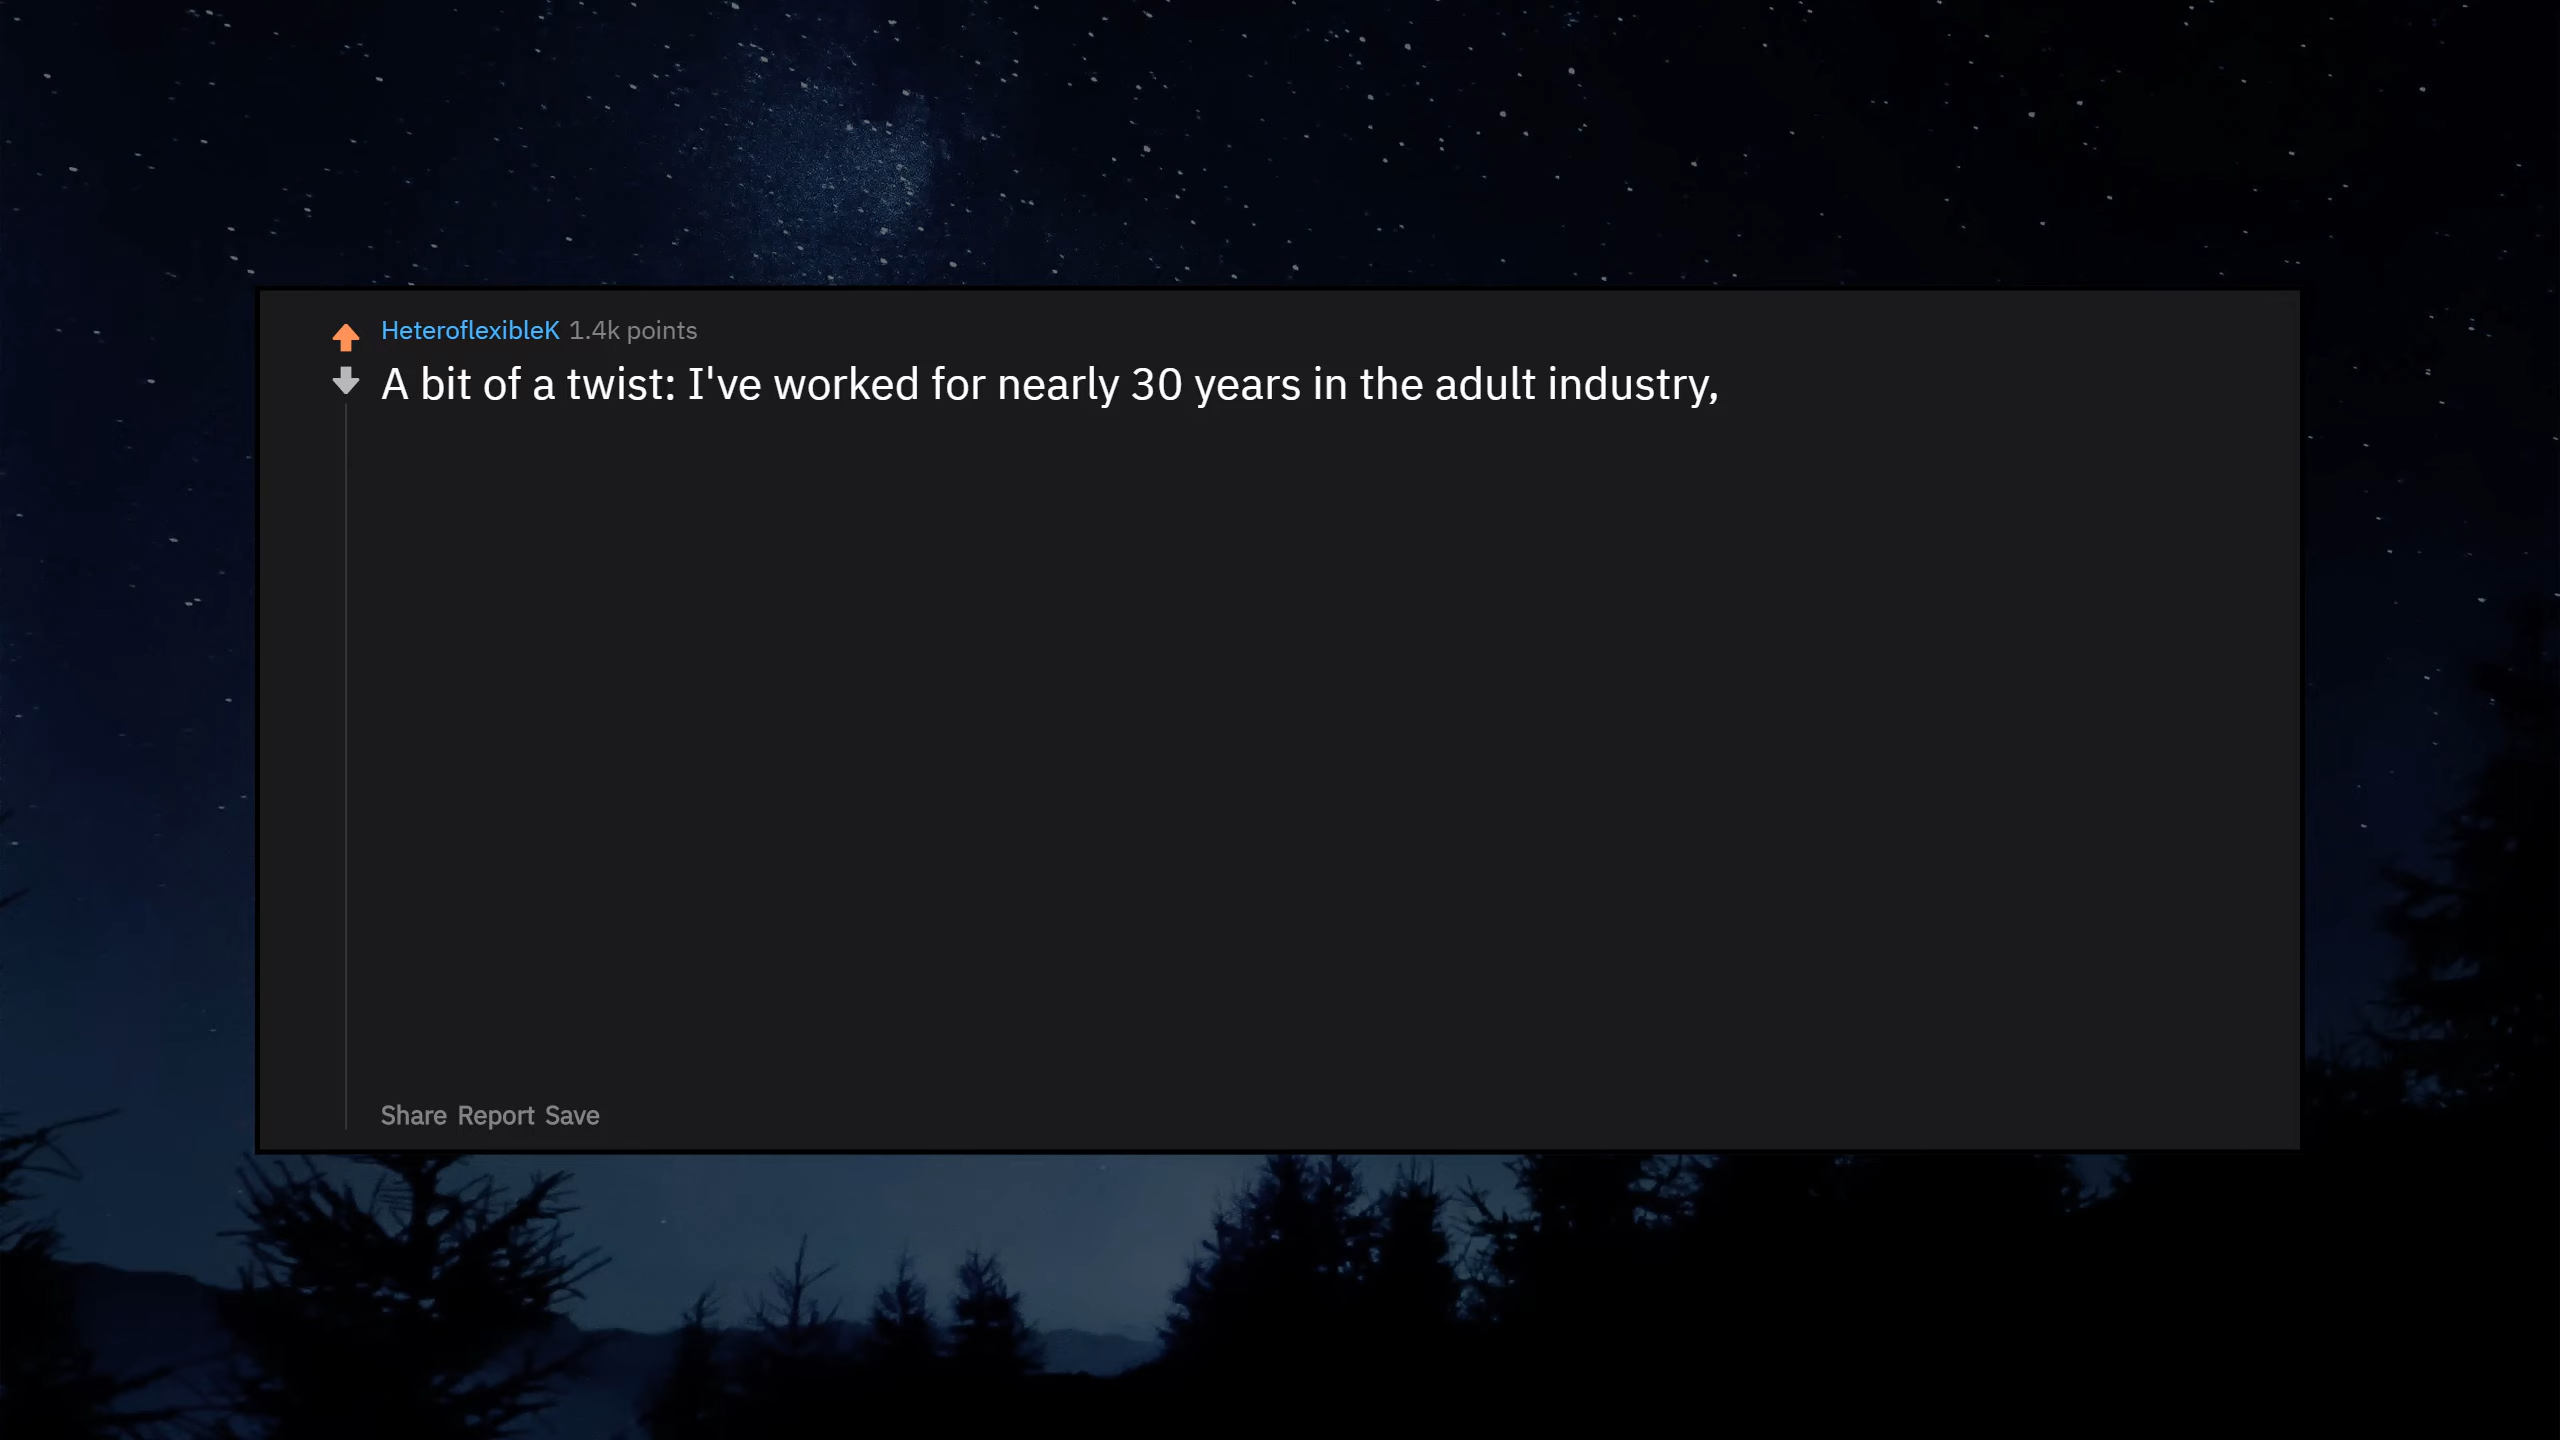 HeteroflexibleK 1.4k points
A bit of a twist: I've worked for nearly 30 years in the adult industry,
Share Report Save